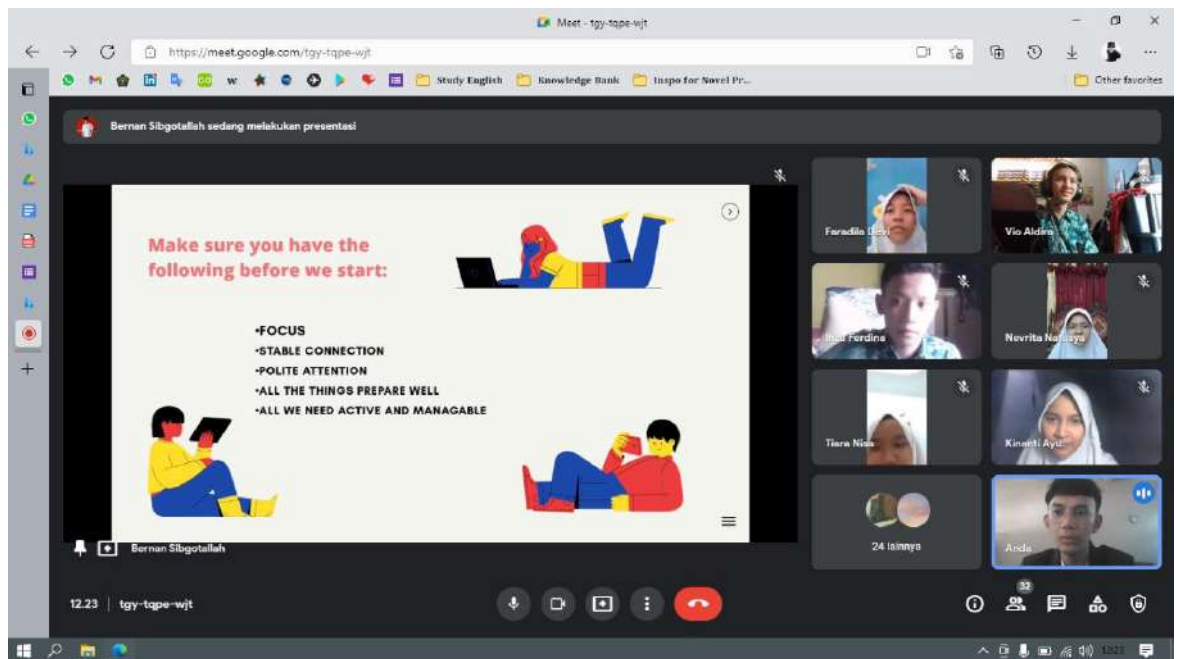 Meet - tgy-tqpe-wjt
https://meet.google.com/tgy-tqpe-wjt
Study English
Knowledge Bank
Inspo for Novel Pr...
Other favorites
Bernan Sibgotallah sedang melakukan presentasi
Make sure you have the
following before we start:
•FOCUS
•STABLE CONNECTION
•POLITE ATTENTION
•ALL THE THINGS PREPARE WELL
•ALL WE NEED ACTIVE AND MANAGABLE
Bernan Sibgotallah
Faradila
Vio Aldira
Ferdina
Nevrita
Tiara Nisa
Kinanti Ayu
24 lainnya
Anda
12.23 | tgy-tqpe-wjt
32